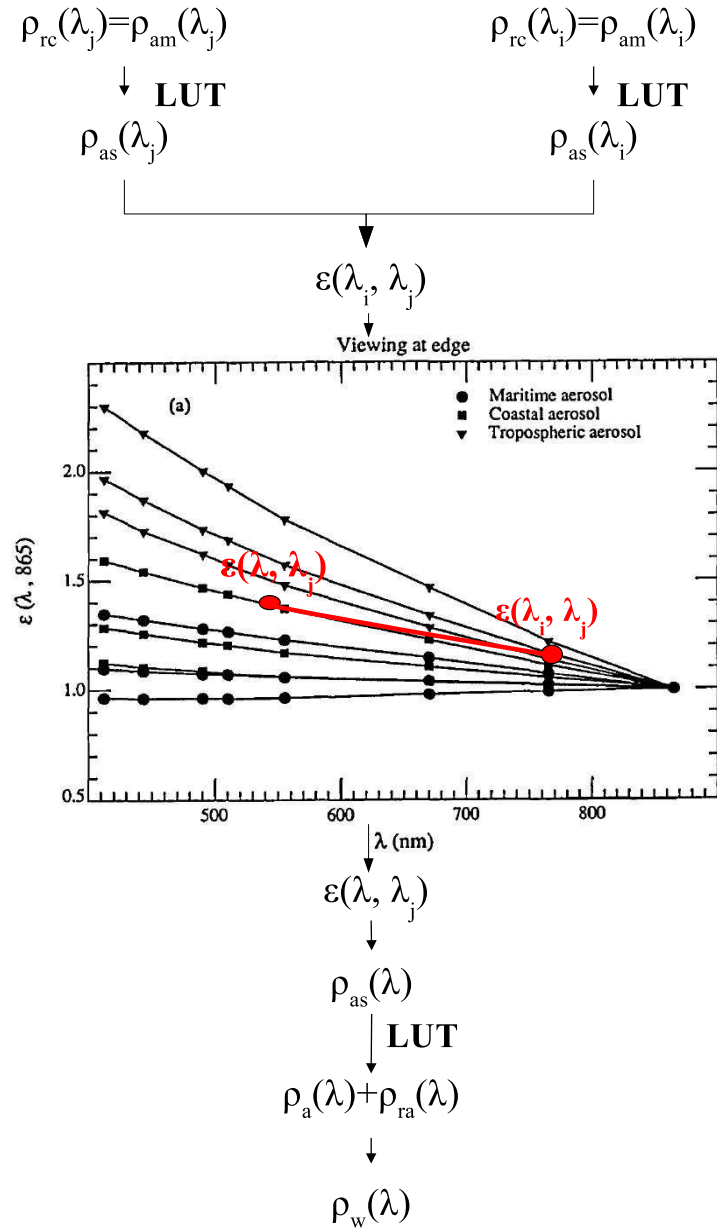 ρrc(λj)=ρam(λj) ρrc(λi)=ρam(λi)
LUT LUT
ρas(λj) ρas(λi)
ε(λi, λj)
Viewing at edge
(a)
Maritime aerosol
Coastal aerosol
Tropospheric aerosol
2.0
1.5
1.0
0.5
ε (λ , 865)
ε(λ, λj)
ε(λi, λj)
500 600 700 800
λ (nm)
ε(λ, λj)
ρas(λ)
LUT
ρa(λ)+ρra(λ)
ρw(λ)